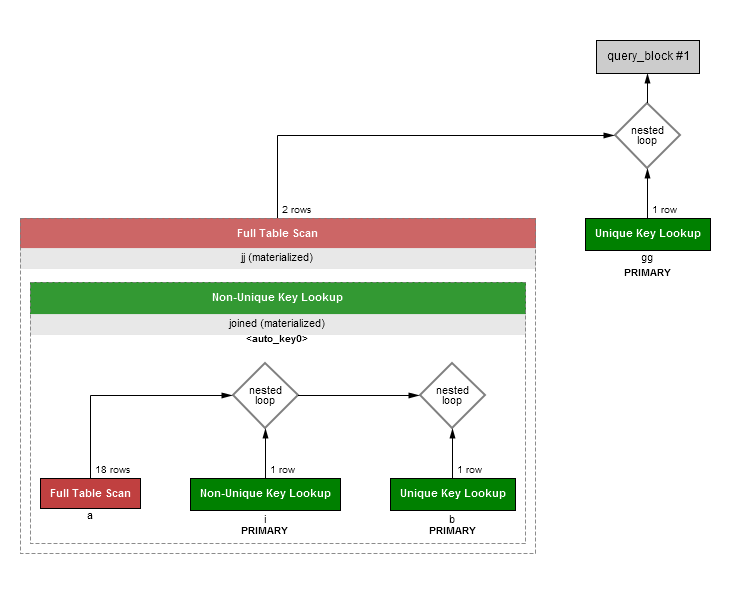 query_block #1
nested
loop
2 rows
1 row
Full Table Scan
Unique Key Lookup
jj (materialized)
gg
PRIMARY
Non-Unique Key Lookup
joined (materialized)
<auto_key0>
nested
loop
nested
loop
18 rows
1 row
1 row
Full Table Scan
Non-Unique Key Lookup
Unique Key Lookup
a
i
b
PRIMARY
PRIMARY